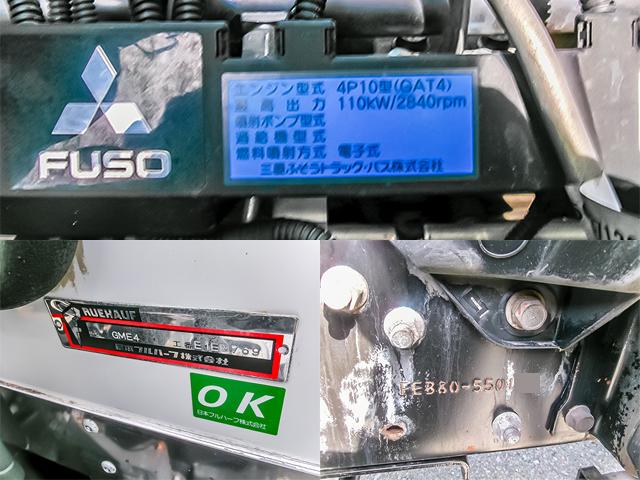 FUSO
エンジン型式 4P10型(GAT4)
最高出力 110kW/2840rpm
噴射ポンプ型式
過給機型式
燃料噴射方式 電子式
三菱ふそうトラック・バス株式会社
RUEHAUF
GME4
日本フルハーフ株式会社
OK
日本フルハーフ株式会社
FEB80-550